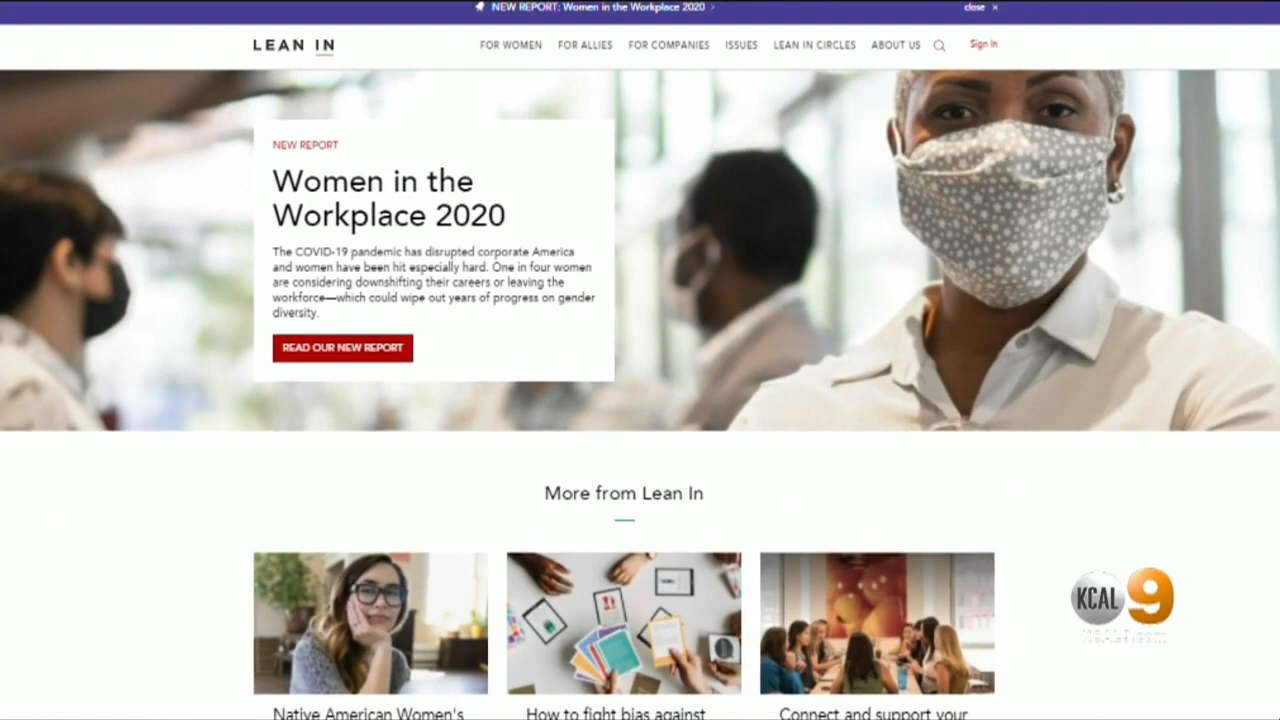 NEW REPORT: Women in the Workplace 2020 ›
close ×
LEAN IN
FOR WOMEN FOR ALLIES FOR COMPANIES ISSUES LEAN IN CIRCLES ABOUT US
Sign In
NEW REPORT
Women in the
Workplace 2020
The COVID-19 pandemic has disrupted corporate America
and women have been hit especially hard. One in four women
are considering downshifting their careers or leaving the
workforce—which could wipe out years of progress on gender
diversity.
READ OUR NEW REPORT
More from Lean In
KCAL 9
Native American Women's
How to fight bias against
Connect and support your